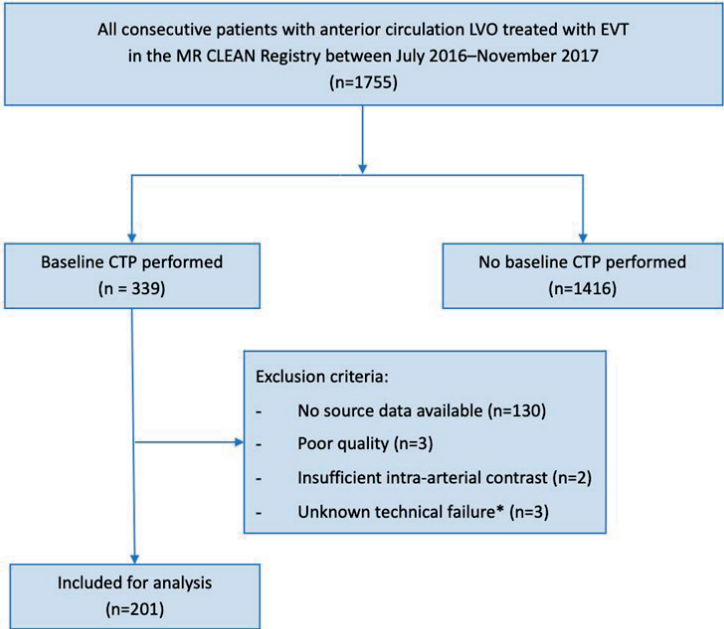 All consecutive patients with anterior circulation LVO treated with EVT
in the MR CLEAN Registry between July 2016–November 2017
(n=1755)
Baseline CTP performed
(n = 339)
No baseline CTP performed
(n=1416)
Exclusion criteria:
- No source data available (n=130)
- Poor quality (n=3)
- Insufficient intra-arterial contrast (n=2)
- Unknown technical failure* (n=3)
Included for analysis
(n=201)